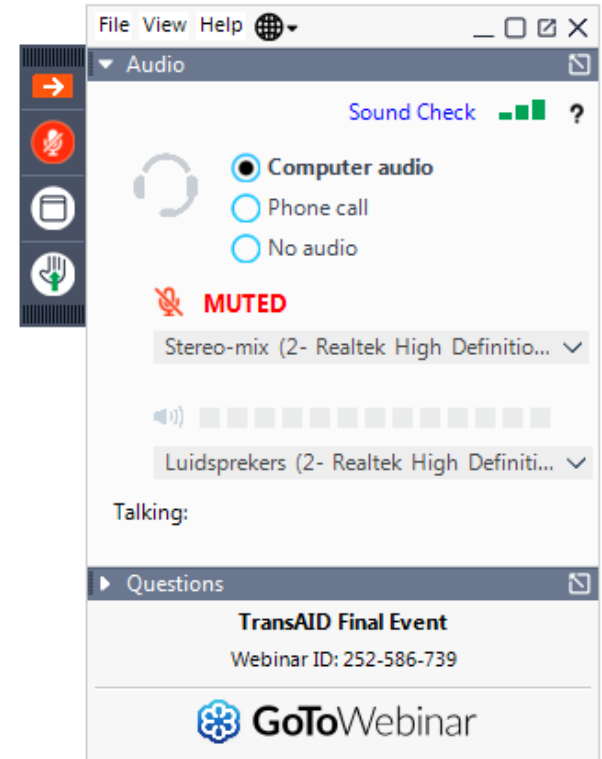 File View Help
Audio
Sound Check ?
Computer audio
Phone call
No audio
MUTED
Stereo-mix (2- Realtek High Definitio...
Luidsprekers (2- Realtek High Definiti...
Talking:
Questions
TransAID Final Event
Webinar ID: 252-586-739
GoToWebinar